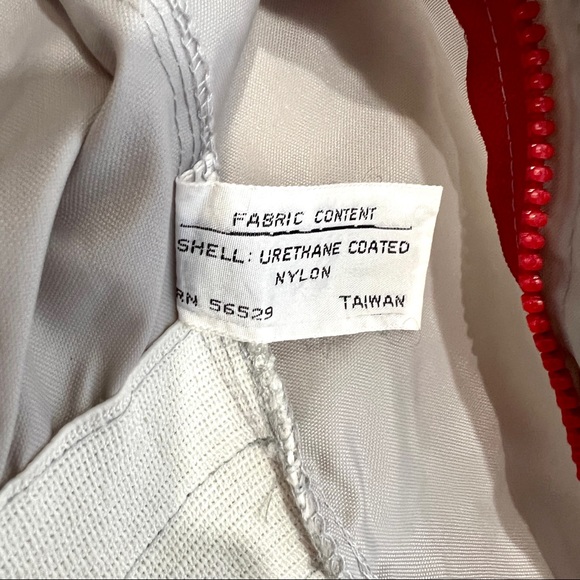 FABRIC CONTENT
SHELL: URETHANE COATED
NYLON
RN 56529 TAIWAN